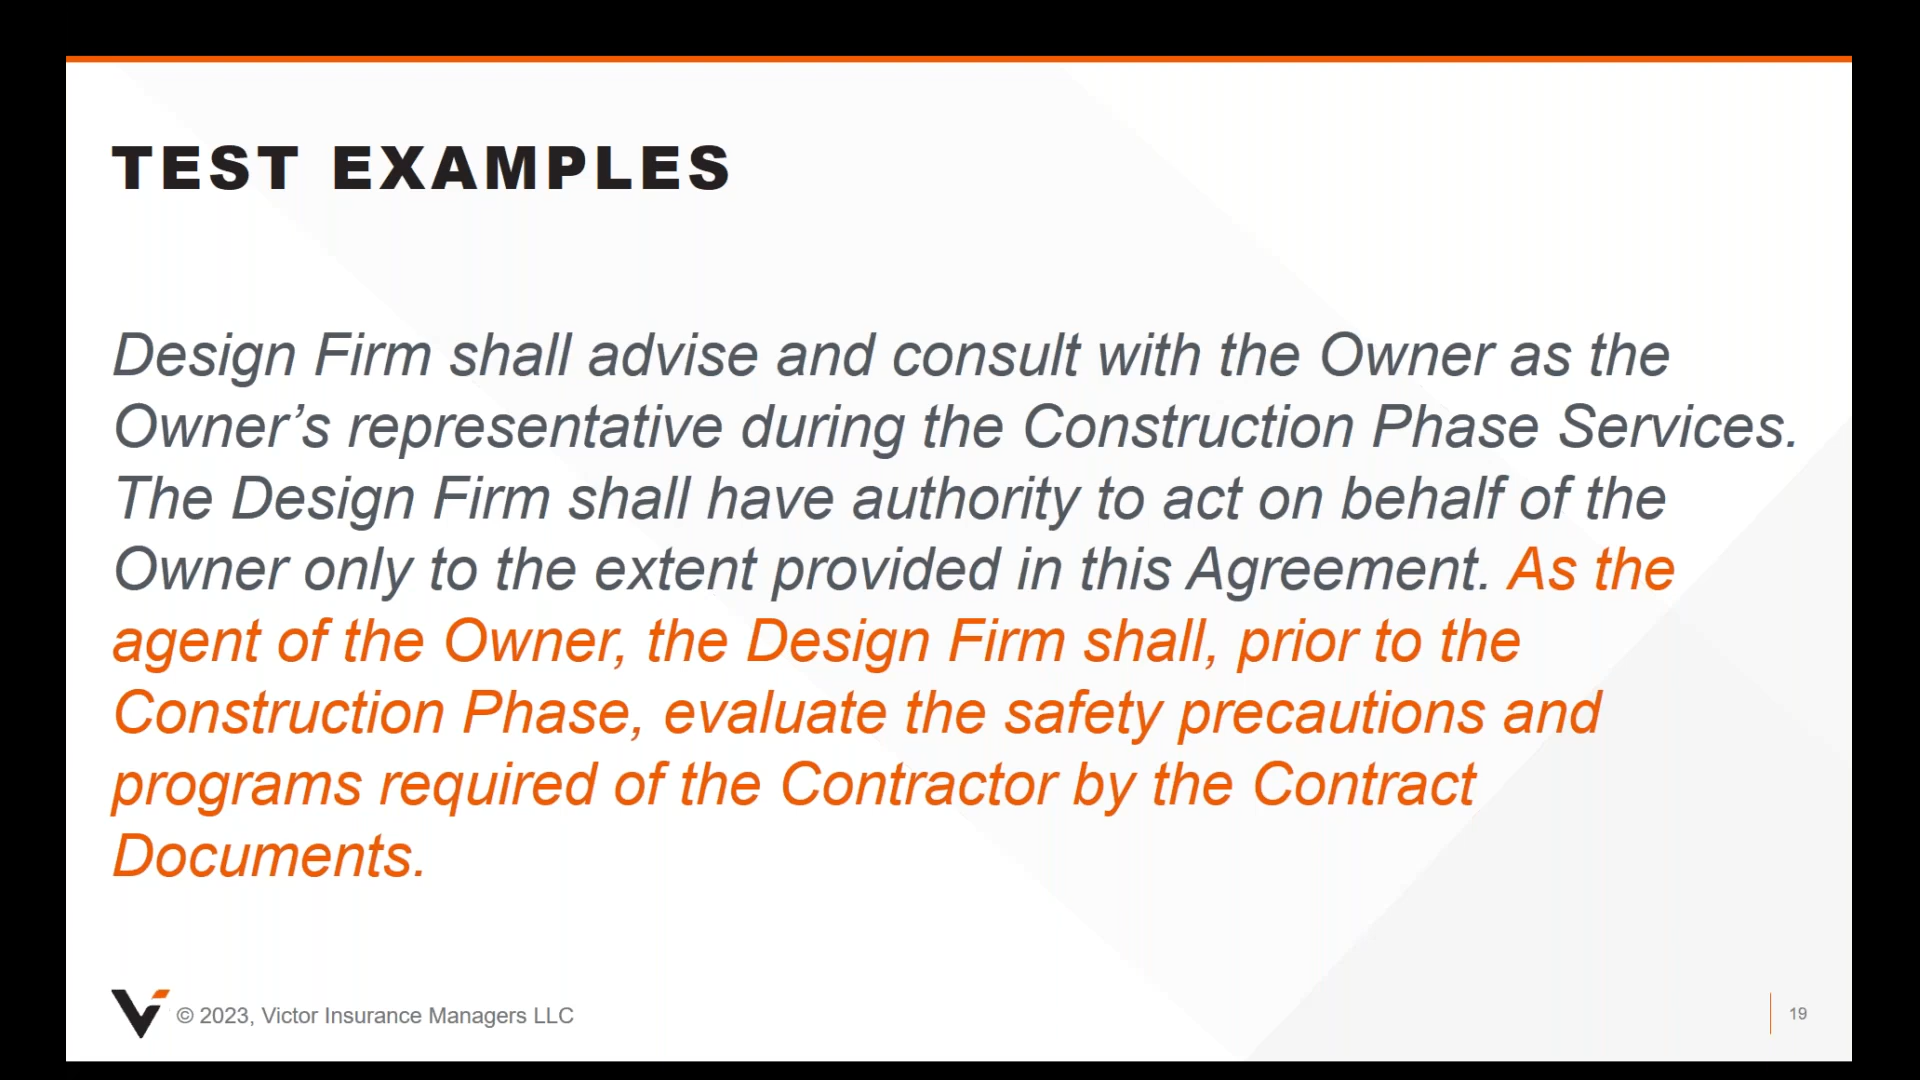 TEST EXAMPLES
Design Firm shall advise and consult with the Owner as the
Owner’s representative during the Construction Phase Services.
The Design Firm shall have authority to act on behalf of the
Owner only to the extent provided in this Agreement. As the
agent of the Owner, the Design Firm shall, prior to the
Construction Phase, evaluate the safety precautions and
programs required of the Contractor by the Contract
Documents.
© 2023, Victor Insurance Managers LLC
19